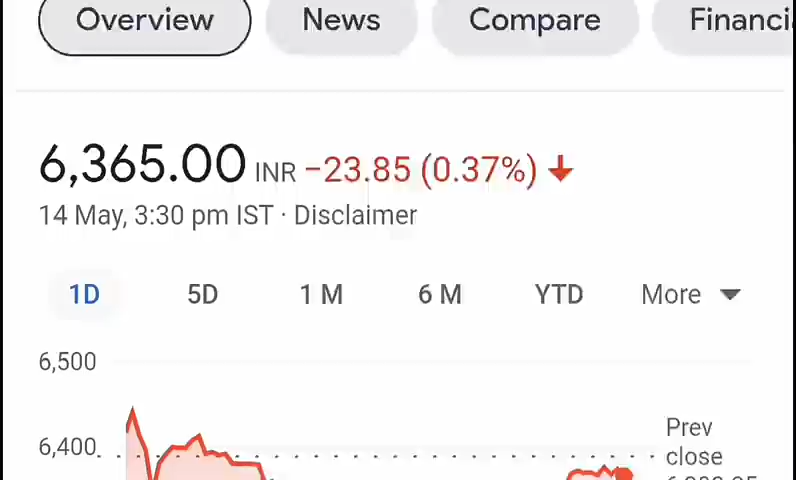 Overview News Compare
6,365.00 INR −23.85 (0.37%) ↓
14 May, 3:30 pm IST · Disclaimer
1D 5D 1 M 6 M YTD More
6,500
Prev
6,400 close